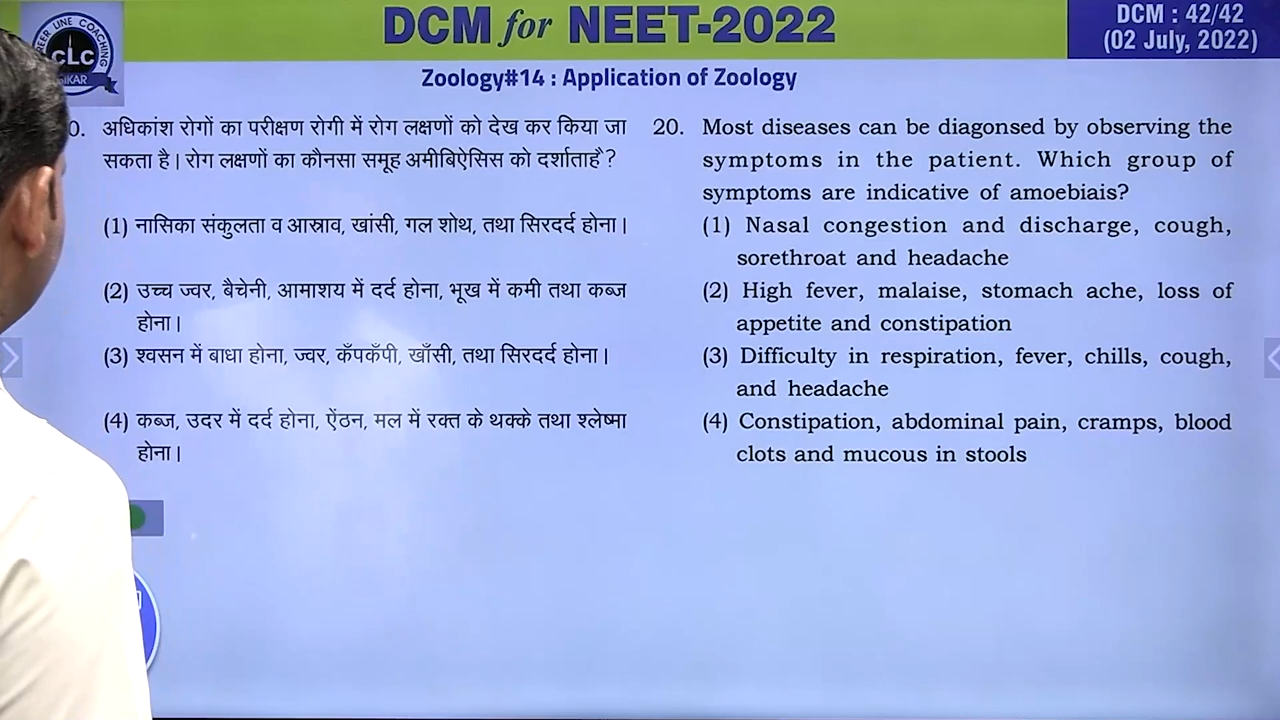 DCM for NEET-2022
DCM : 42/42
(02 July, 2022)
CLC
Zoology#14 : Application of Zoology
0. अधिकांश रोगों का परीक्षण रोगी में रोग लक्षणों को देख कर किया जा
सकता है। रोग लक्षणों का कौनसा समूह अमीबिऐसिस को दर्शाताहै?
(1) नासिका संकुलता व आस्राव, खांसी, गल शोथ, तथा सिरदर्द होना।
(2) उच्च ज्वर, बैचेनी, आमाशय में दर्द होना, भूख में कमी तथा कब्ज
होना।
(3) श्वसन में बाधा होना, ज्वर, कँपकँपी, खाँसी, तथा सिरदर्द होना।
(4) कब्ज, उदर में दर्द होना, ऐंठन, मल में रक्त के थक्के तथा श्लेष्मा
होना।
20. Most diseases can be diagonsed by observing the
symptoms in the patient. Which group of
symptoms are indicative of amoebiais?
(1) Nasal congestion and discharge, cough,
sorethroat and headache
(2) High fever, malaise, stomach ache, loss of
appetite and constipation
(3) Difficulty in respiration, fever, chills, cough,
and headache
(4) Constipation, abdominal pain, cramps, blood
clots and mucous in stools